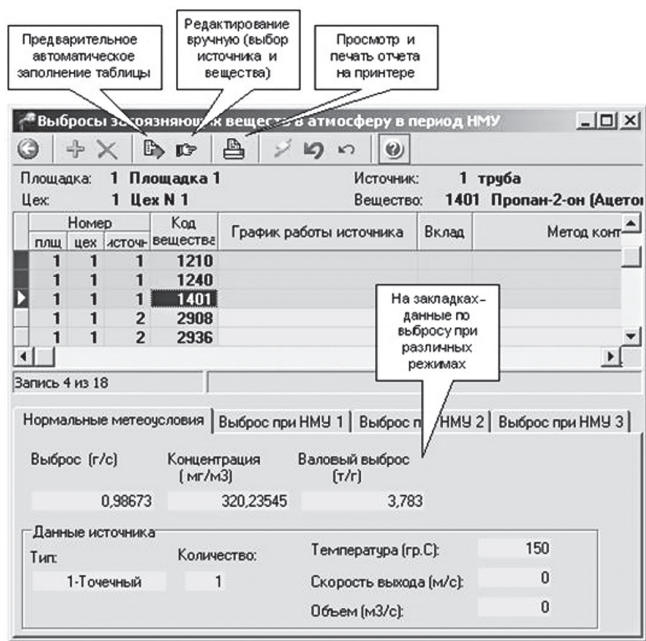 Предварительное
автоматическое
заполнение таблицы
Редактирование
вручную (выбор
источника и
вещества)
Просмотр и
печать отчета
на принтере
Выбросы загрязняющих веществ в атмосферу в период НМУ
Площадка: 1 Площадка 1 Источник: 1 труба
Цех: 1 Цех N 1 Вещество: 1401 Пропан-2-он (Ацето
Номер Код вещества График работы источника Вклад Метод конт
плщ цех источн
1 1 1 1210
1 1 1 1240
1 1 1 1401
1 1 2 2908
1 1 2 2936
На закладках–
данные по
выбросу при
различных
режимах
Запись 4 из 18
Нормальные метеоусловия Выброс при НМУ 1 Выброс п НМУ 2 Выброс при НМУ 3
Выброс (г/с) Концентрация Валовый выброс
(мг/м3) (т/г)
0,98673 320,23545 3,783
Данные источника
Тип: Количество: Температура (гр.С): 150
1-Точечный 1 Скорость выхода (м/с): 0
Объем (м3/с): 0